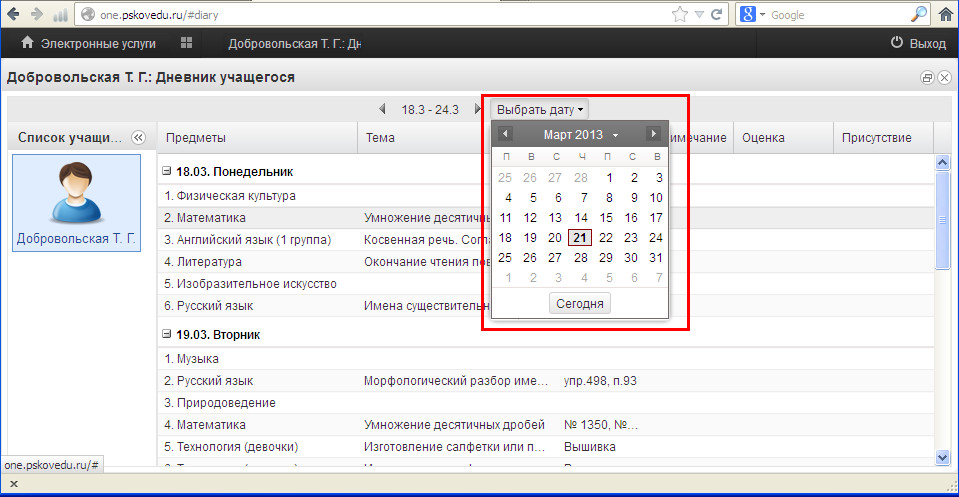 one.pskovedu.ru/#diary
Google
Электронные услуги
Добровольская Т. Г.: Дн
Выход
Добровольская Т. Г.: Дневник учащегося
18.3 - 24.3
Выбрать дату
Список учащи...
Предметы
Тема
имечание
Оценка
Присутствие
Март 2013
П В С Ч П С В
25 26 27 28 1 2 3
4 5 6 7 8 9 10
11 12 13 14 15 16 17
18 19 20 21 22 23 24
25 26 27 28 29 30 31
1 2 3 4 5 6 7
Сегодня
Добровольская Т. Г.
18.03. Понедельник
1. Физическая культура
2. Математика Умножение десятичны
3. Английский язык (1 группа) Косвенная речь. Согла
4. Литература Окончание чтения пов
5. Изобразительное искусство
6. Русский язык Имена существительн
19.03. Вторник
1. Музыка
2. Русский язык Морфологический разбор име... упр.498, п.93
3. Природоведение
4. Математика Умножение десятичных дробей № 1350, №...
5. Технология (девочки) Изготовление салфетки или п... Вышивка
one.pskovedu.ru/#